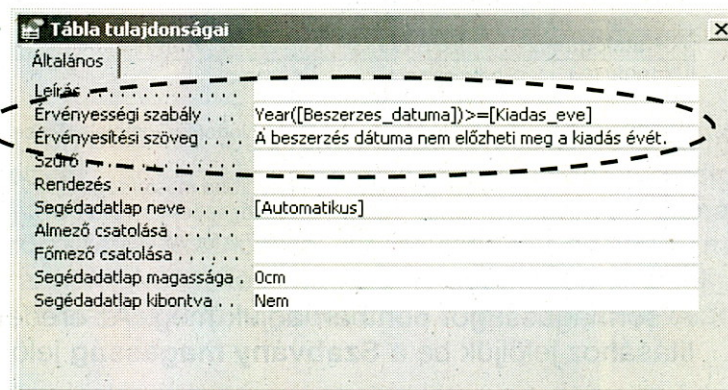 Tábla tulajdonságai
Általános
Leírás . . . . . . . . . . . . . .
Érvényességi szabály . . . Year([Beszerzes_datuma])>=[Kiadas_eve]
Érvényesítési szöveg . . . . A beszerzés dátuma nem előzheti meg a kiadás évét.
Szűrő . . . . . . . . . . . . . .
Rendezés . . . . . . . . . . .
Segédadatlap neve . . . . . [Automatikus]
Almező csatolása . . . . . .
Főmező csatolása . . . . . .
Segédadatlap magassága . 0cm
Segédadatlap kibontva . . Nem